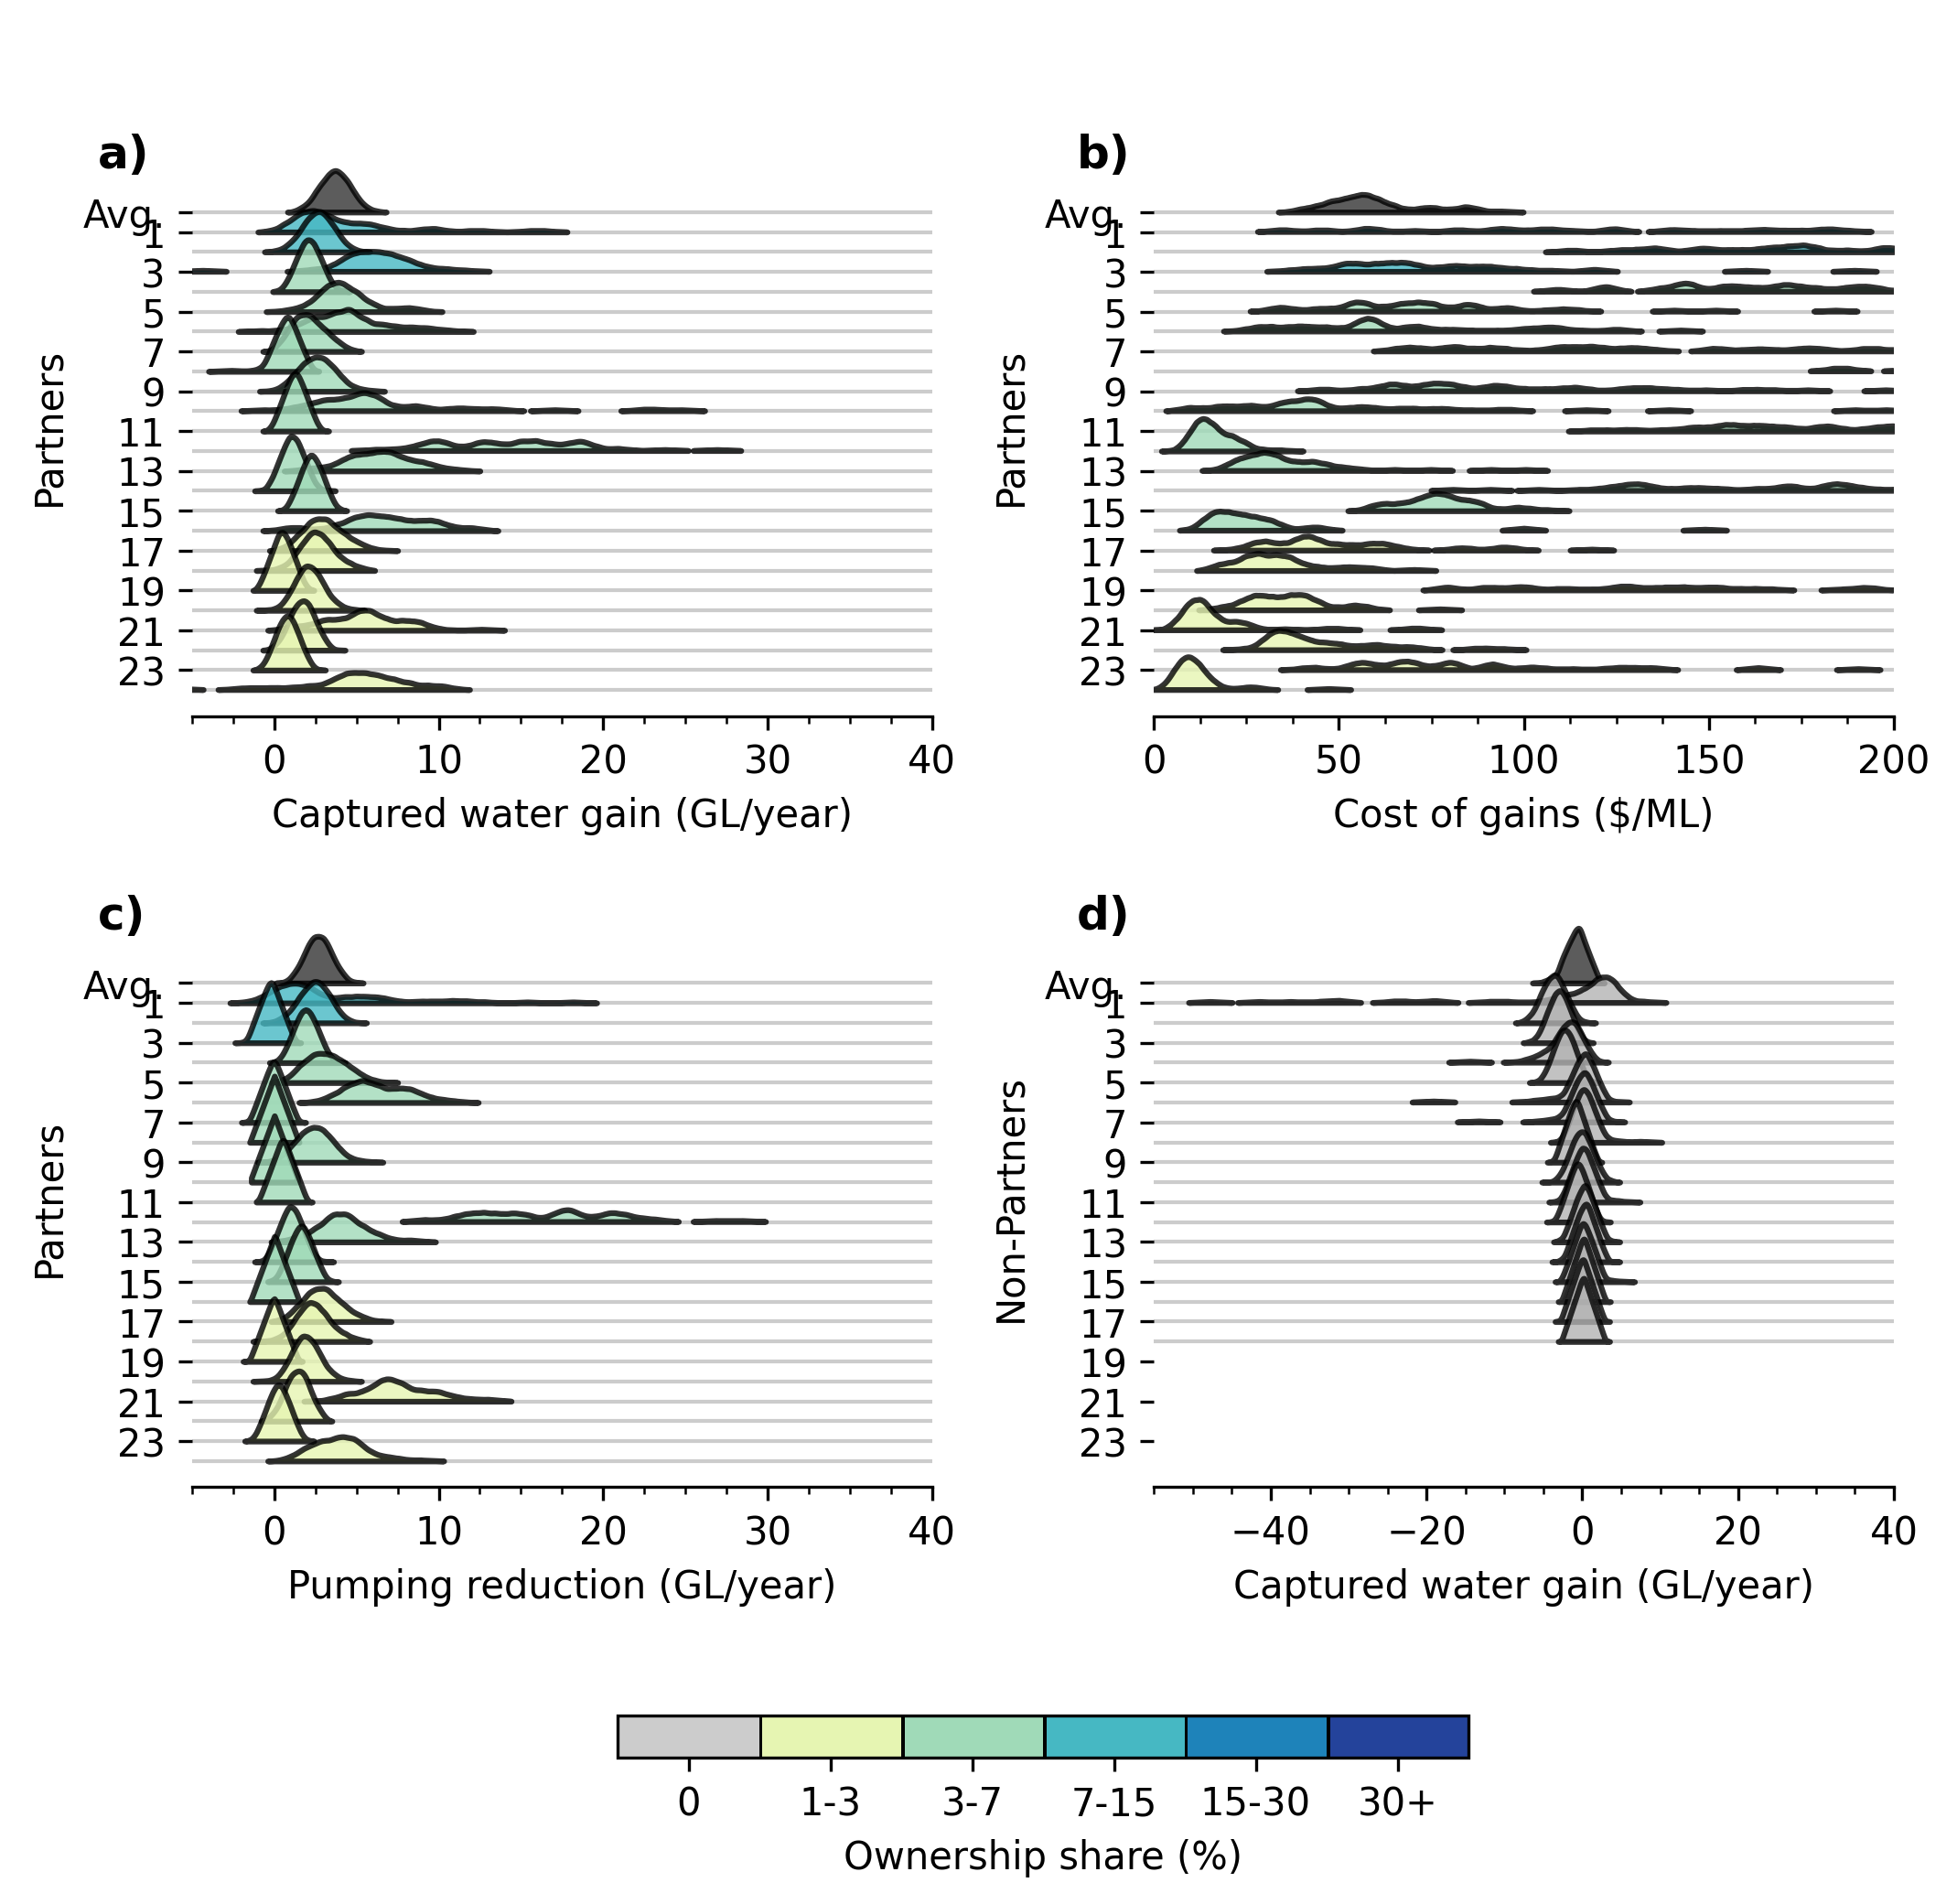 a)
Avg.
1
3
5
7
9
11
13
15
17
19
21
23
Partners
0 10 20 30 40
Captured water gain (GL/year)
b)
Avg.
1
3
5
7
9
11
13
15
17
19
21
23
Partners
0 50 100 150 200
Cost of gains ($/ML)
c)
Avg.
1
3
5
7
9
11
13
15
17
19
21
23
Partners
0 10 20 30 40
Pumping reduction (GL/year)
d)
Avg.
1
3
5
7
9
11
13
15
17
19
21
23
Non-Partners
−40 −20 0 20 40
Captured water gain (GL/year)
0 1-3 3-7 7-15 15-30 30+
Ownership share (%)